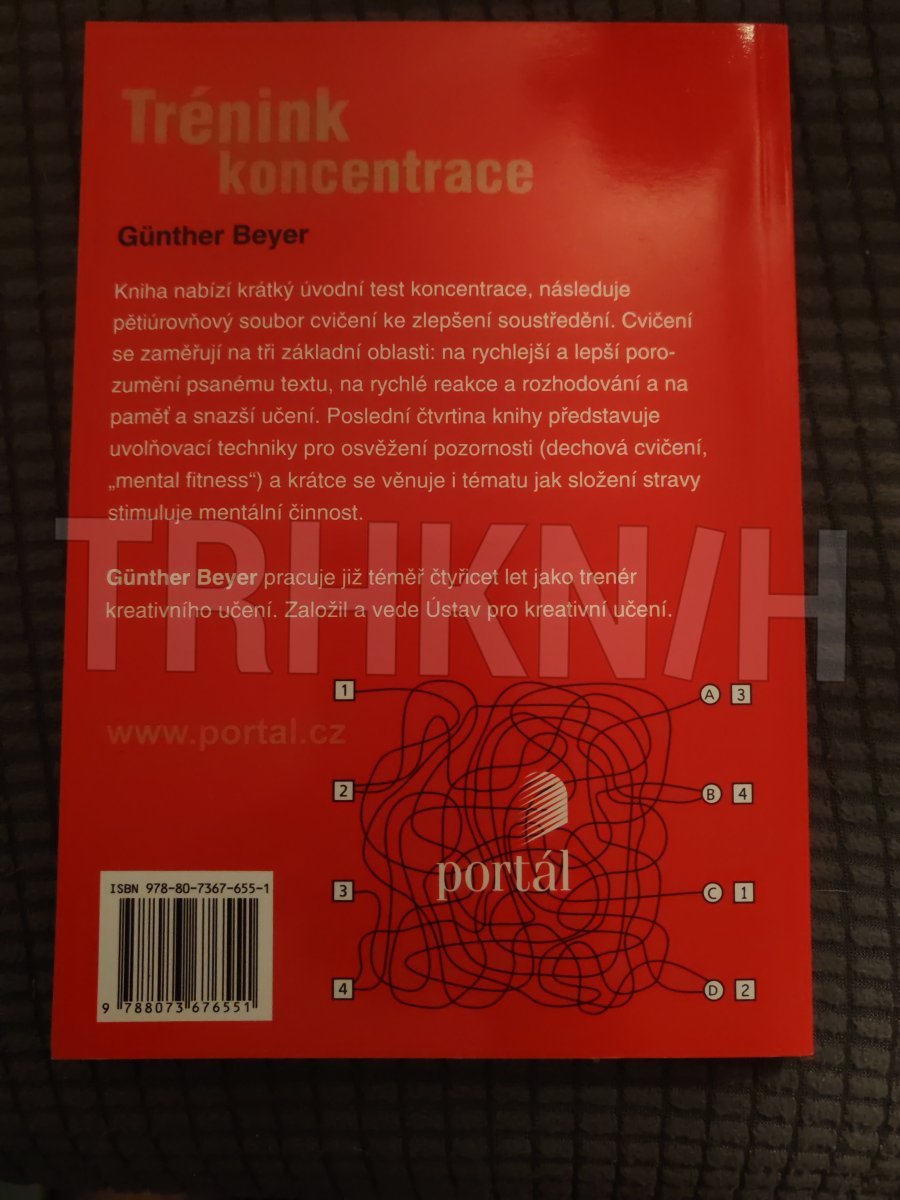 Trénink
koncentrace
Günther Beyer
Kniha nabízí krátký úvodní test koncentrace, následuje
pětiúrovňový soubor cvičení ke zlepšení soustředění. Cvičení
se zaměřují na tři základní oblasti: na rychlejší a lepší poro-
zumění psanému textu, na rychlé reakce a rozhodování a na
paměť a snazší učení. Poslední čtvrtina knihy představuje
uvolňovací techniky pro osvěžení pozornosti (dechová cvičení,
„mental fitness“) a krátce se věnuje i tématu jak složení stravy
stimuluje mentální činnost.
TRHKN/H
Günther Beyer pracuje již téměř čtyřicet let jako trenér
kreativního učení. Založil a vede Ústav pro kreativní učení.
1 A 3
www.portal.cz
2 B 4
portál
3 C 1
4 D 2
ISBN 978-80-7367-655-1
9 788073 676551